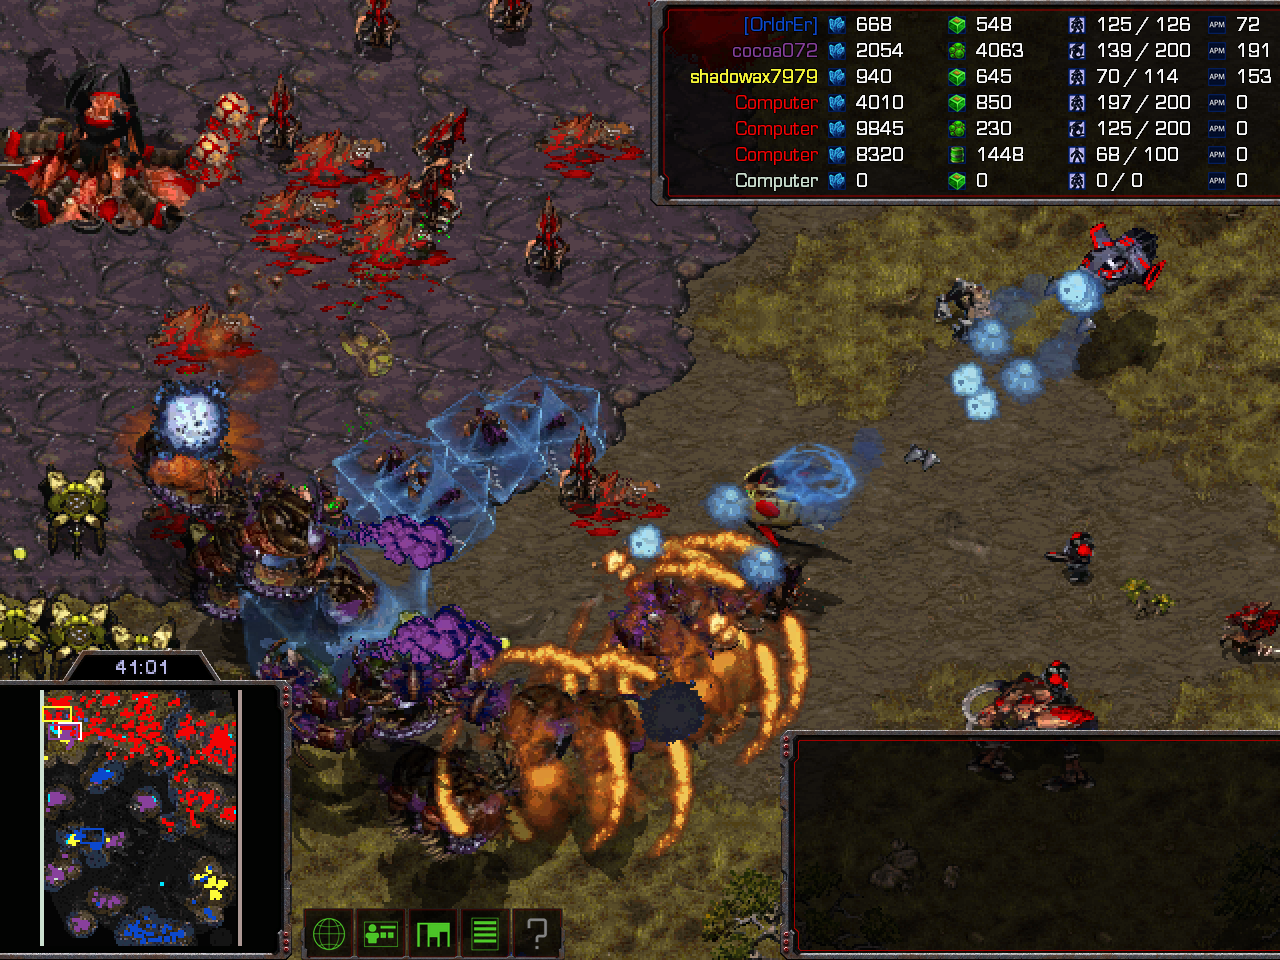 [OrldrEr] 668 548 125 / 126 APM 72
cocoa072 2054 4063 139 / 200 APM 191
shadowax7979 940 645 70 / 114 APM 153
Computer 4010 850 197 / 200 APM 0
Computer 9845 230 125 / 200 APM 0
Computer 8320 1448 68 / 100 APM 0
Computer 0 0 0 / 0 APM 0
41:01
?